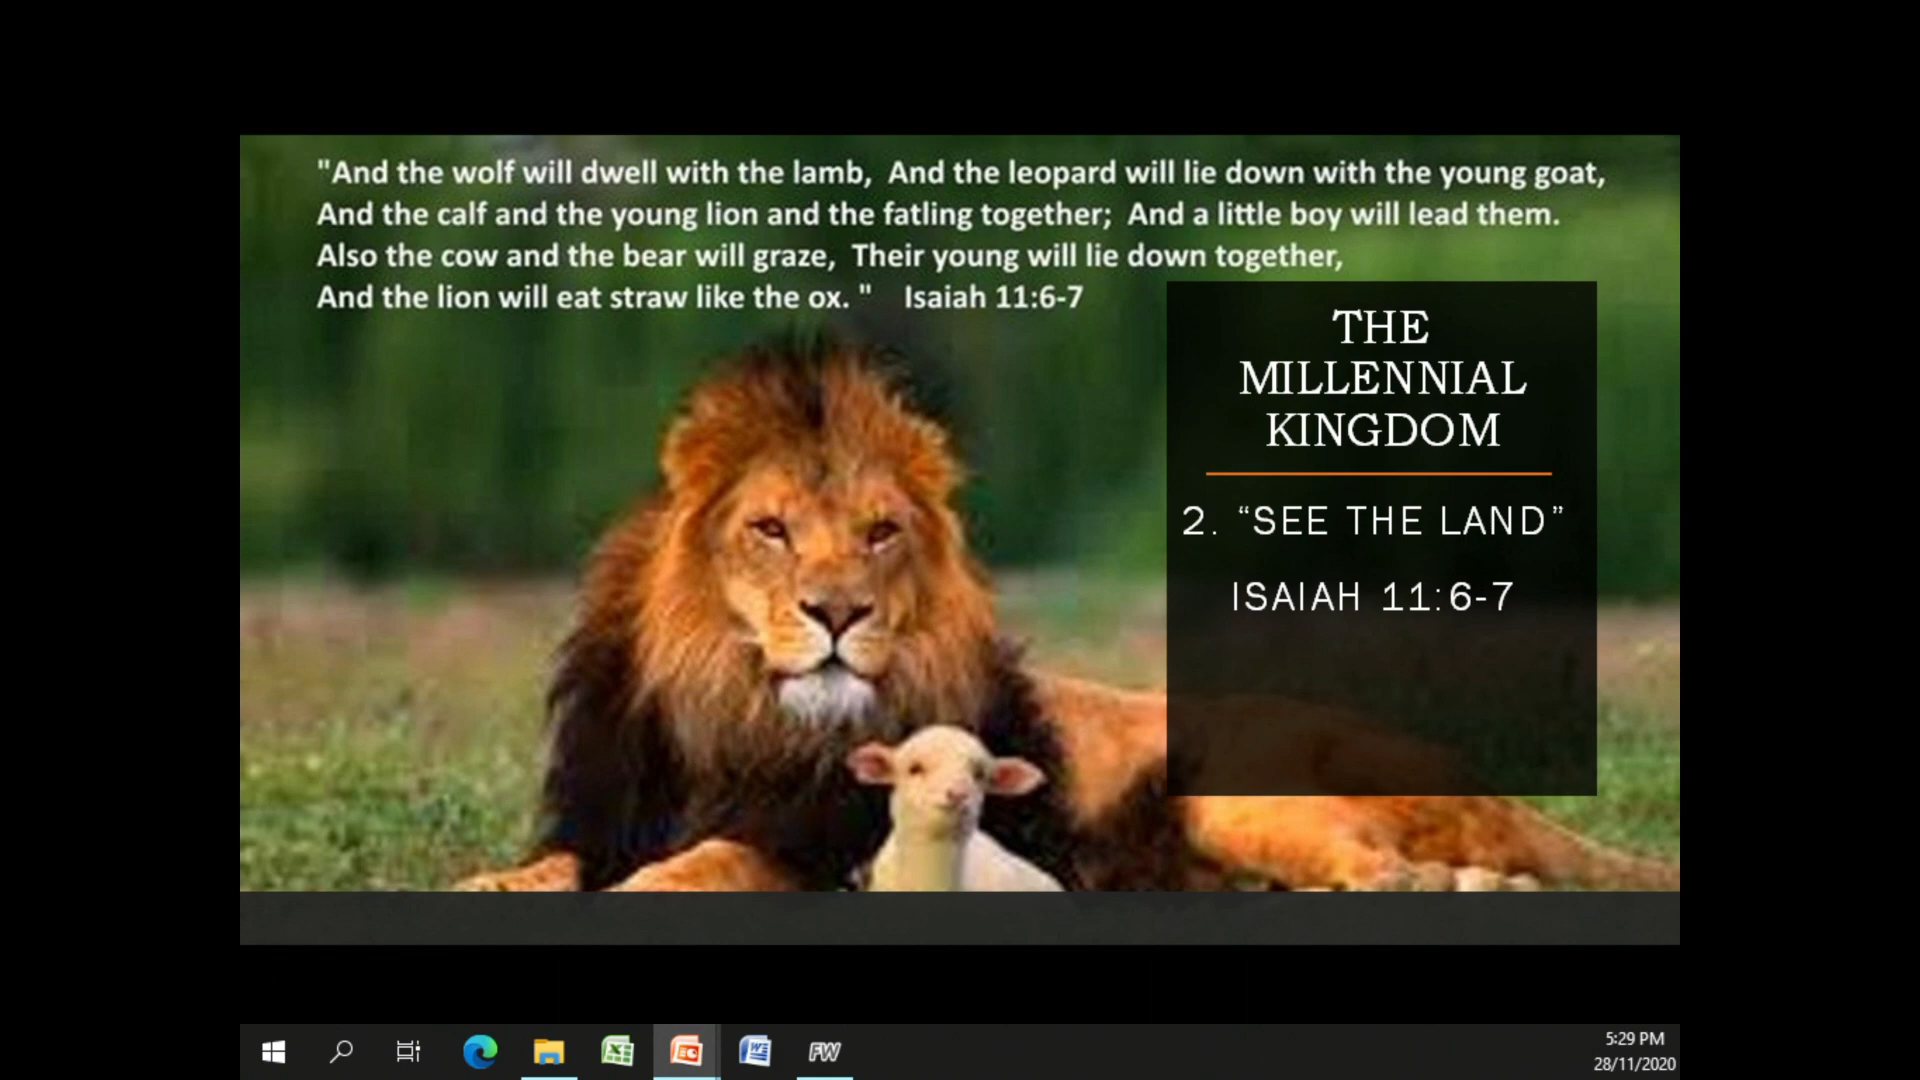 "And the wolf will dwell with the lamb,  And the leopard will lie down with the young goat,
And the calf and the young lion and the fatling together;  And a little boy will lead them.
Also the cow and the bear will graze,  Their young will lie down together,
And the lion will eat straw like the ox. "    Isaiah 11:6-7
THE
MILLENNIAL
KINGDOM
2. “SEE THE LAND”
ISAIAH 11:6-7
FW
5:29 PM
28/11/2020